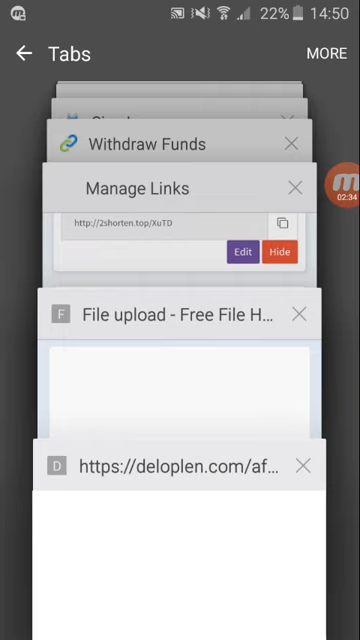 22% 14:50
Tabs MORE
Withdraw Funds
Manage Links
02:34
http://2shorten.top/XuTD
Edit Hide
F File upload - Free File H...
D https://deloplen.com/af...